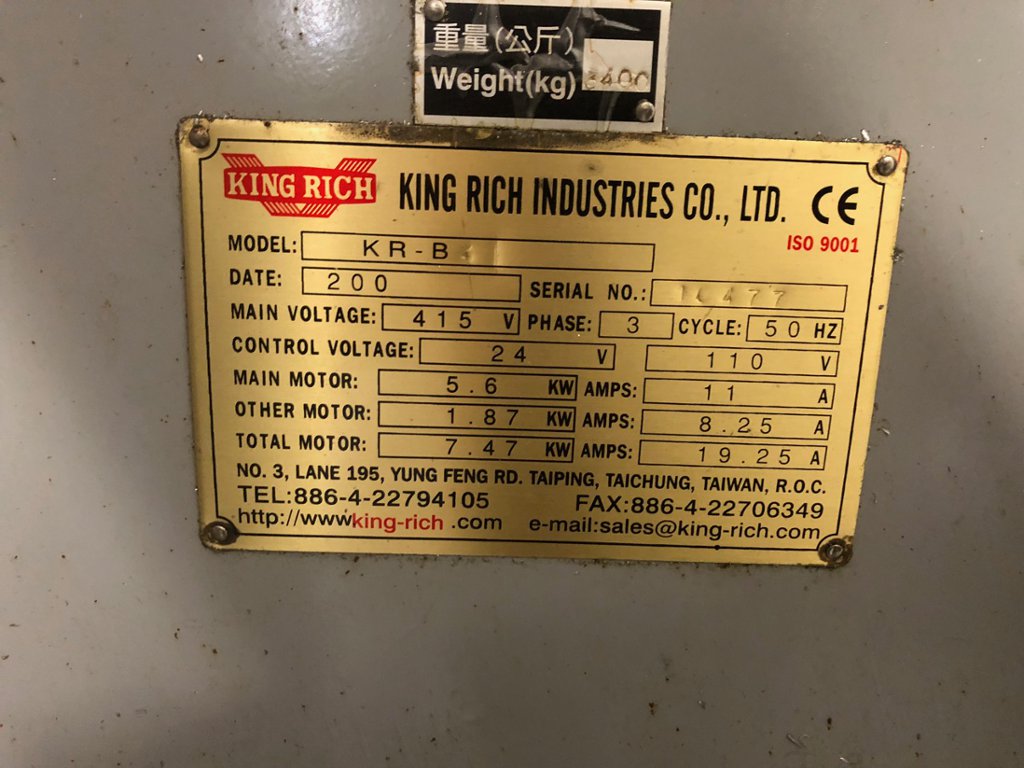 重量(公斤)
Weight(kg) 3400
KING RICH KING RICH INDUSTRIES CO., LTD. CE
ISO 9001
MODEL: KR-B
DATE: 200 SERIAL NO.:
MAIN VOLTAGE: 415 V PHASE: 3 CYCLE: 50 HZ
CONTROL VOLTAGE: 24 V 110 V
MAIN MOTOR: 5.6 KW AMPS: 11 A
OTHER MOTOR: 1.87 KW AMPS: 8.25 A
TOTAL MOTOR: 7.47 KW AMPS: 19.25 A
NO. 3, LANE 195, YUNG FENG RD. TAIPING, TAICHUNG, TAIWAN, R.O.C.
TEL:886-4-22794105 FAX:886-4-22706349
http://wwwking-rich .com e-mail:sales@king-rich.com